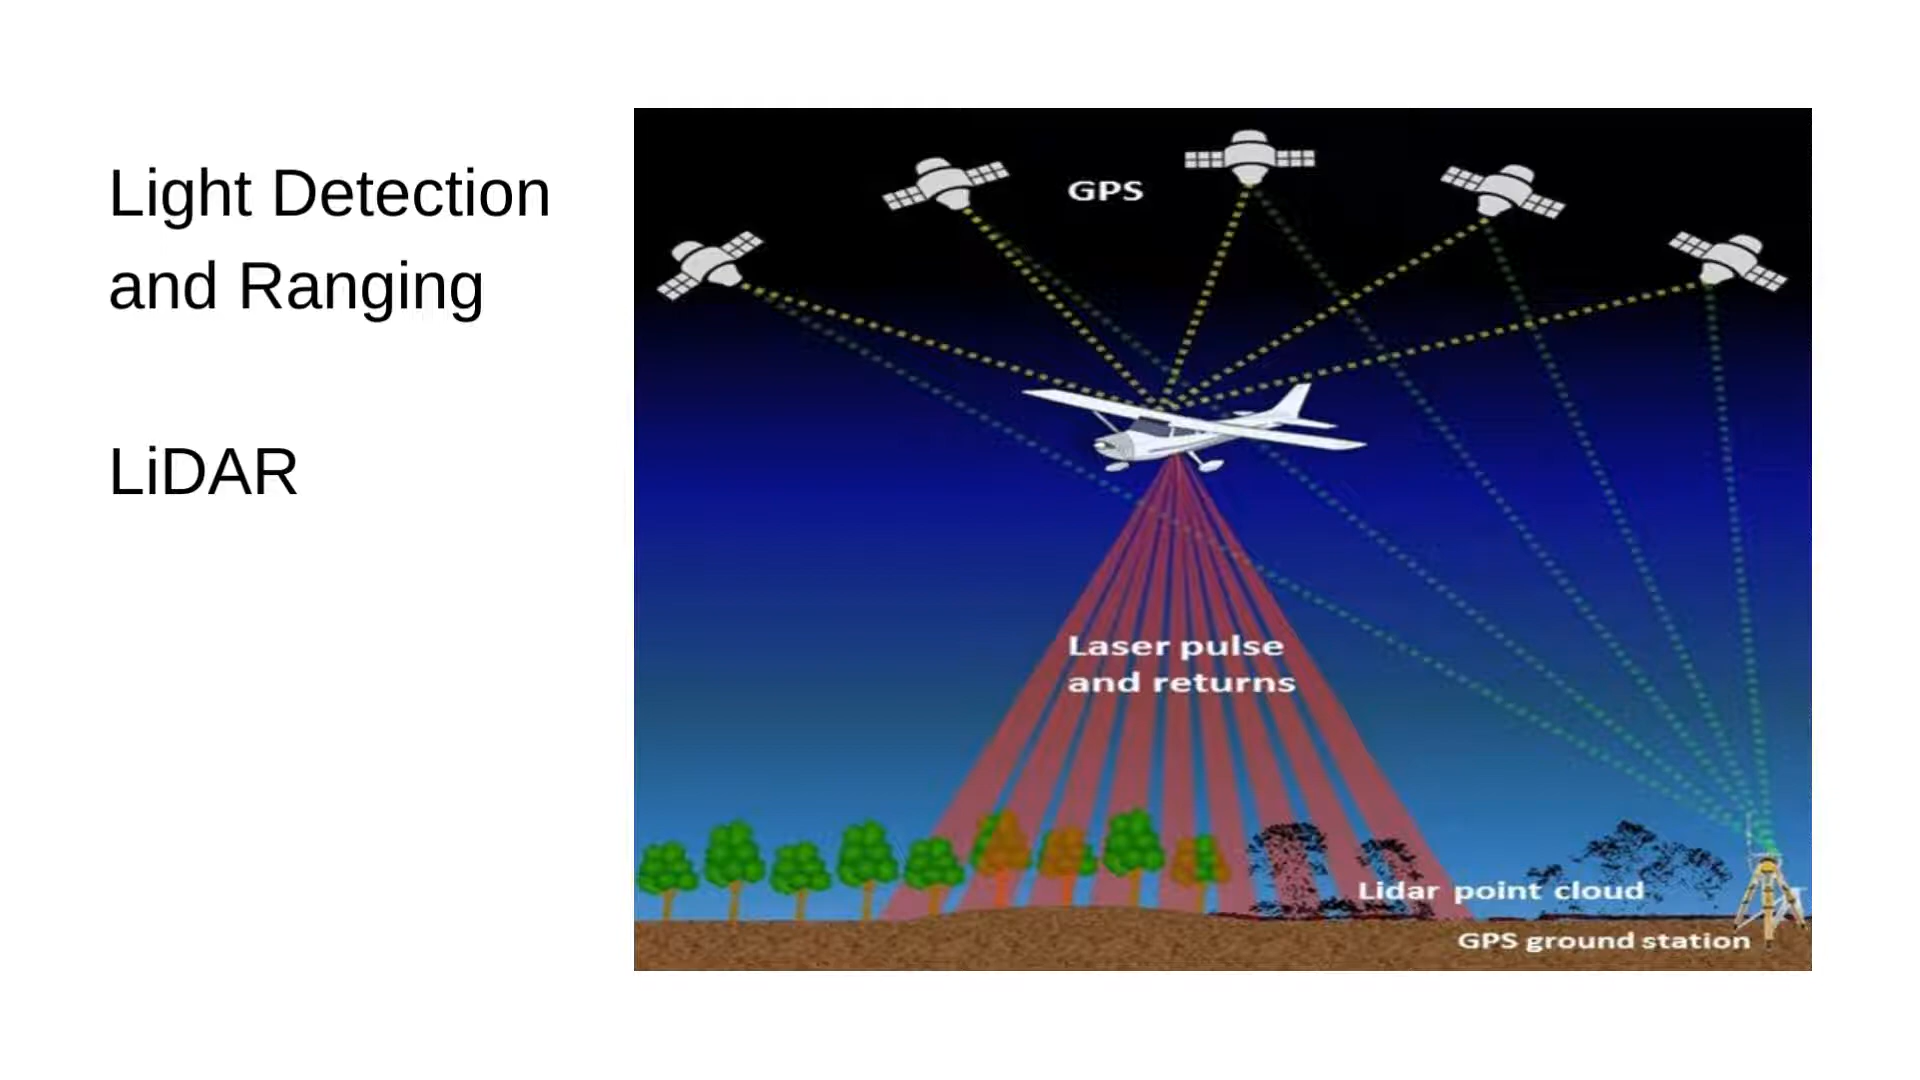 Light Detection
and Ranging
LiDAR
GPS
Laser pulse
and returns
Lidar point cloud
GPS ground station